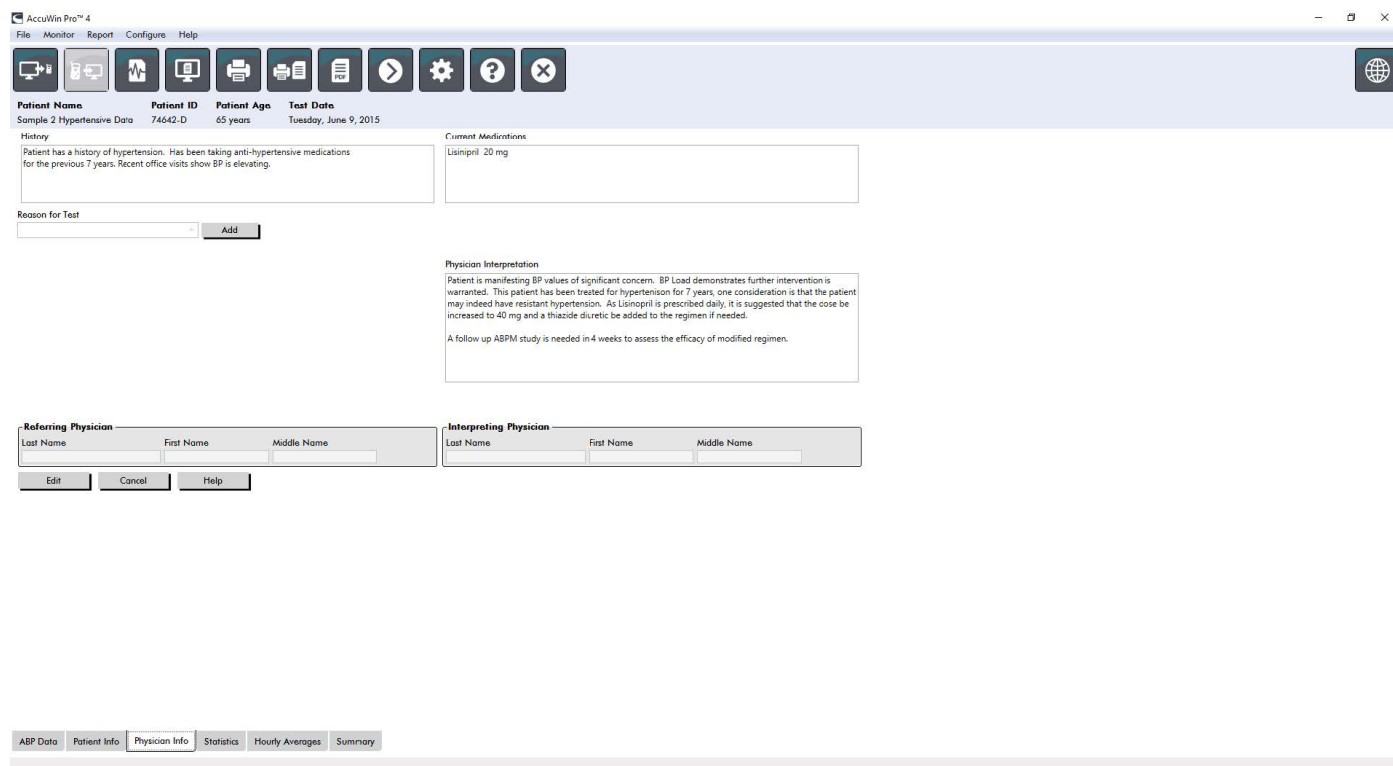 AccuWin Pro™ 4
File Monitor Report Configure Help
PDF
Patient Name Patient ID Patient Age Test Date
Sample 2 Hypertensive Data 74642-D 65 years Tuesday, June 9, 2015
History
Patient has a history of hypertension. Has been taking anti-hypertensive medications
for the previous 7 years. Recent office visits show BP is elevating.
Current Medications
Lisinipril 20 mg
Reason for Test
Add
Physician Interpretation
Patient is manifesting BP values of significant concern. BP Load demonstrates further intervention is
warranted. This patient has been treated for hypertenison for 7 years, one consideration is that the patient
may indeed have resistant hypertension. As Lisinopril is prescribed daily, it is suggested that the dose be
increased to 40 mg and a thiazide diuretic be added to the regimen if needed.
A follow up ABPM study is needed in 4 weeks to assess the efficacy of modified regimen.
Referring Physician
Last Name First Name Middle Name
Interpreting Physician
Last Name First Name Middle Name
Edit Cancel Help
ABP Data Patient Info Physician Info Statistics Hourly Averages Summary